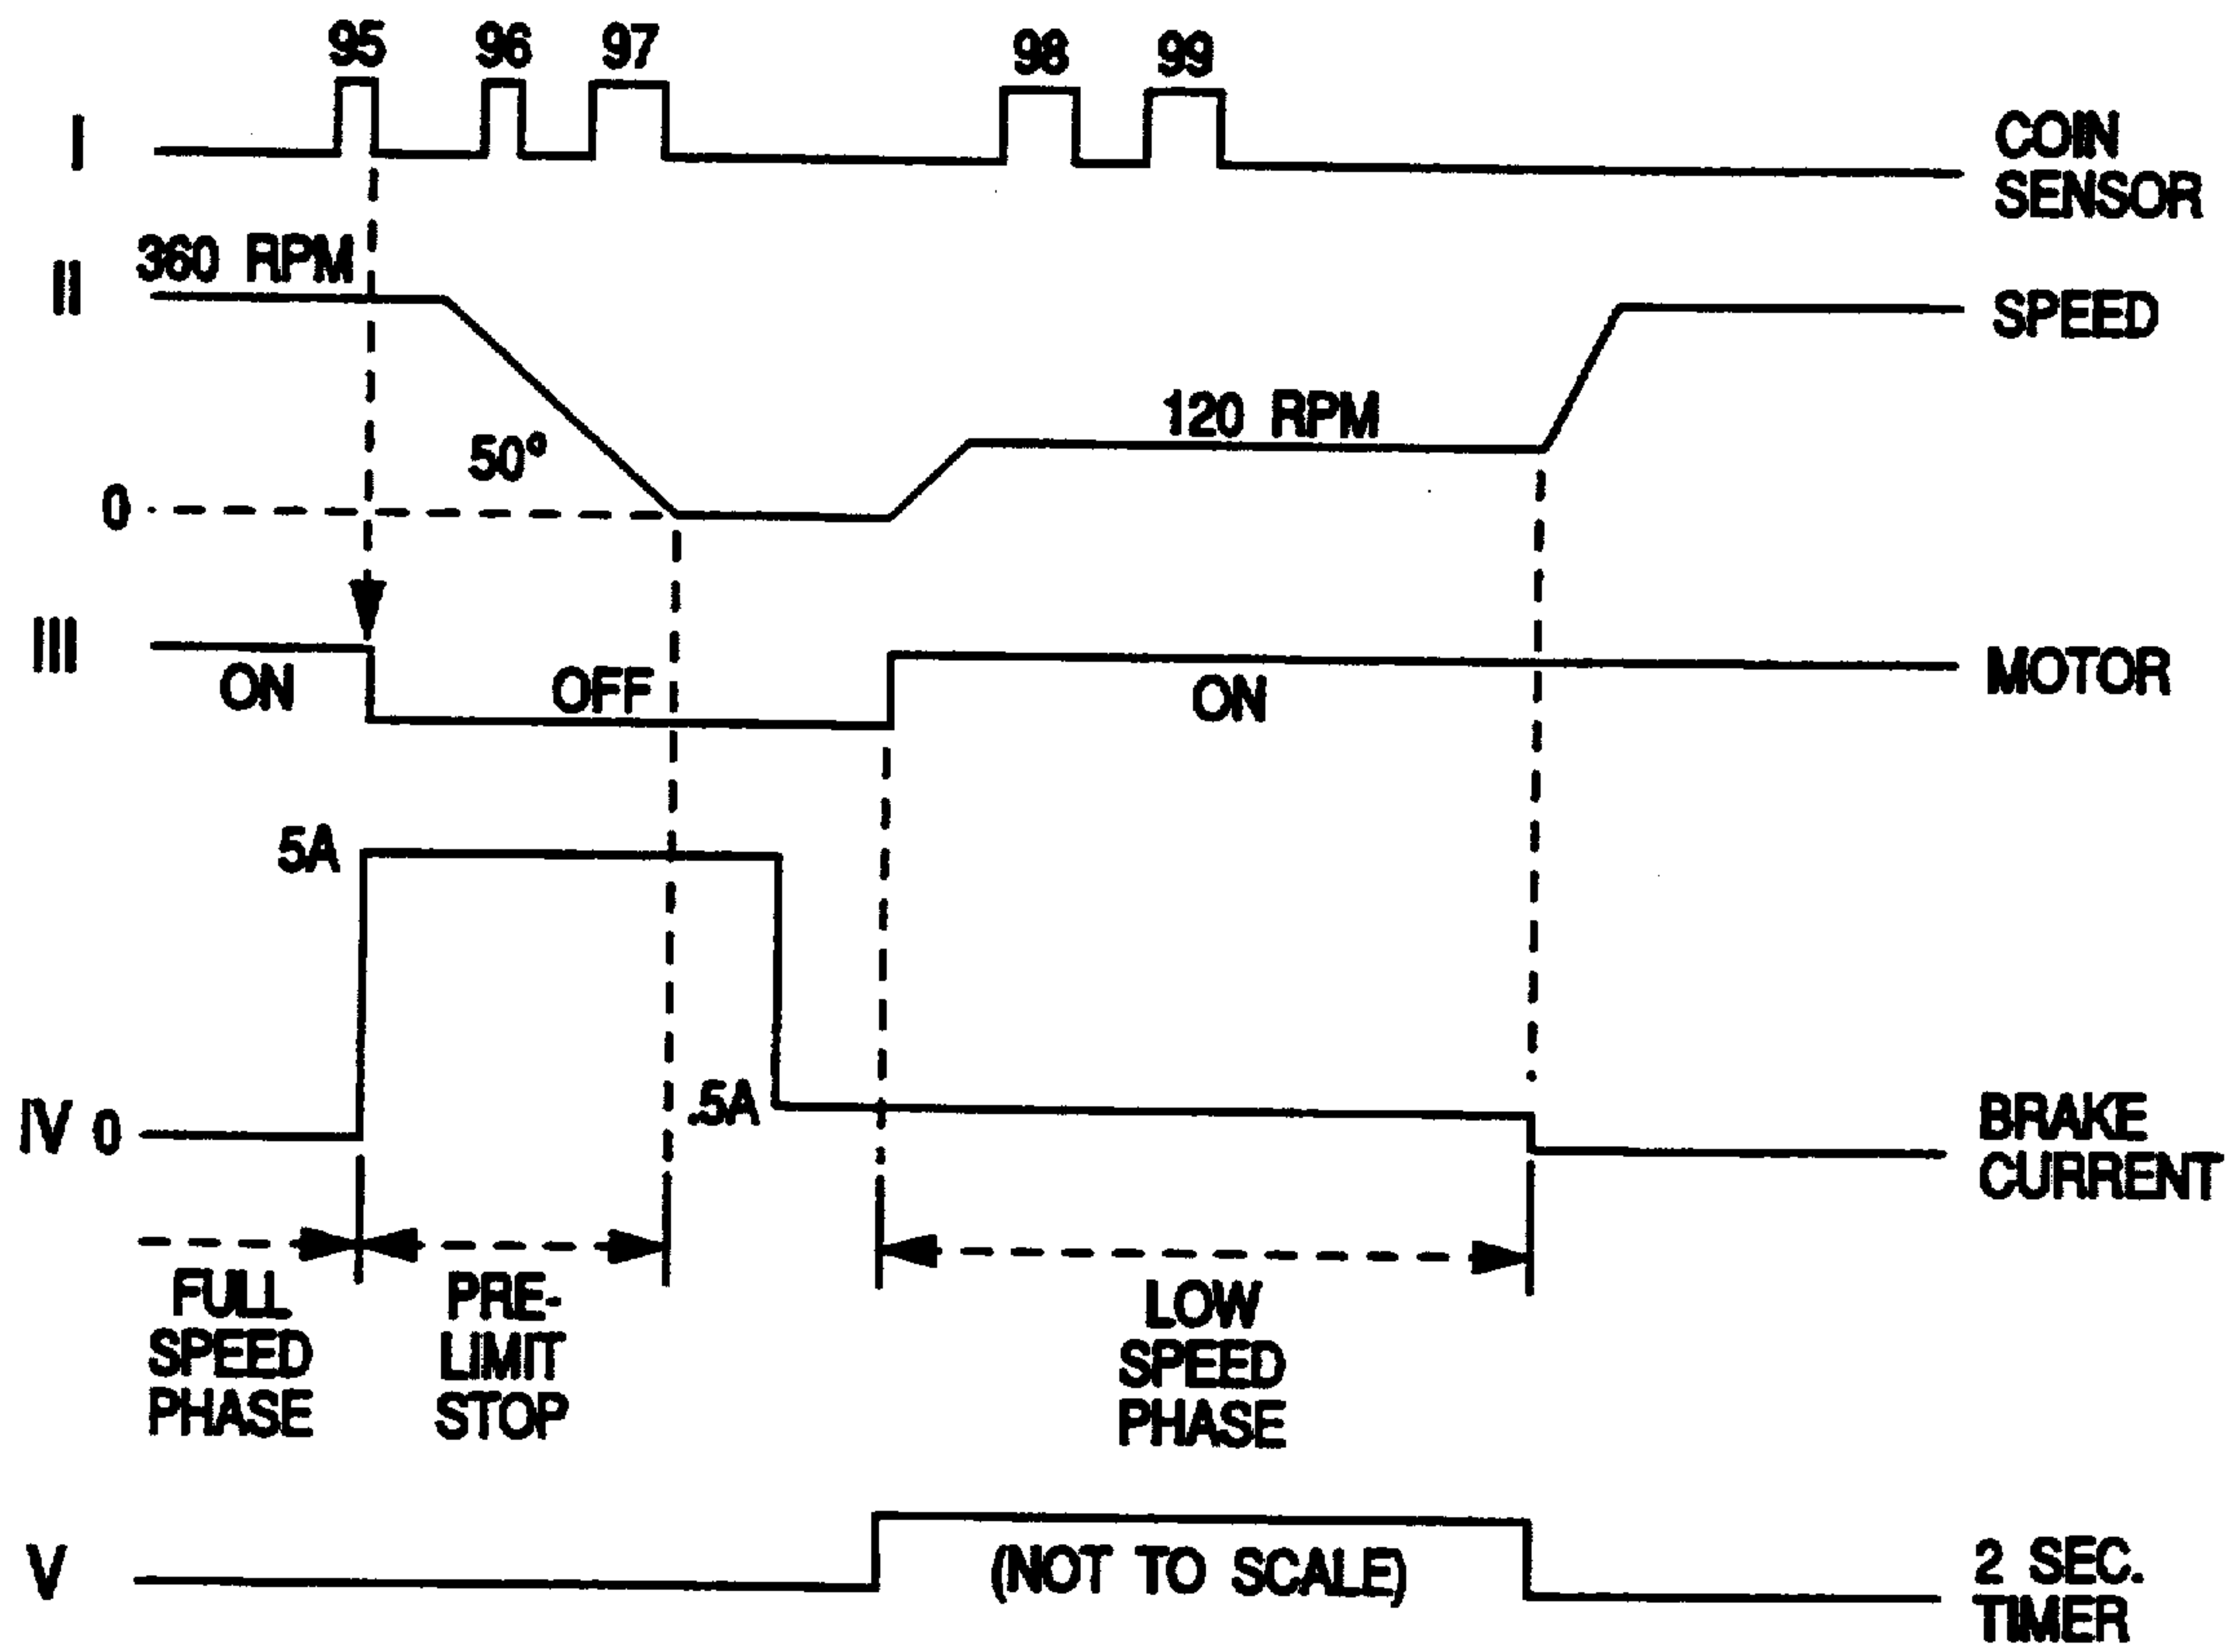 95 96 97 98 99
I
COIN
SENSOR
360 RPM
II
SPEED
120 RPM
50°
0
III
ON
OFF
ON
MOTOR
5A
.5A
IV 0
BRAKE
CURRENT
FULL
SPEED
PHASE
PRE-
LIMIT
STOP
LOW
SPEED
PHASE
V
(NOT TO SCALE)
2 SEC.
TIMER